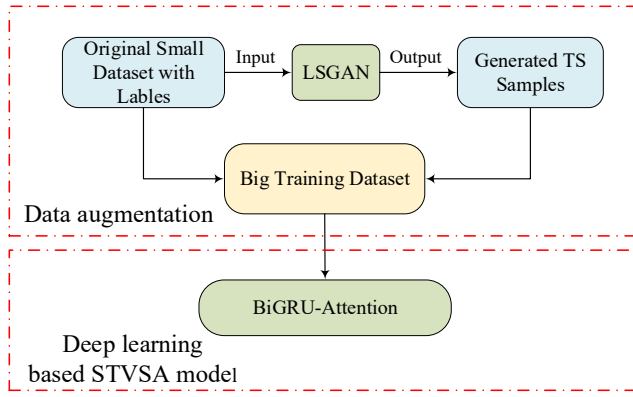 Original Small
Dataset with
Lables
Input
LSGAN
Output
Generated TS
Samples
Big Training Dataset
Data augmentation
BiGRU-Attention
Deep learning
based STVSA model